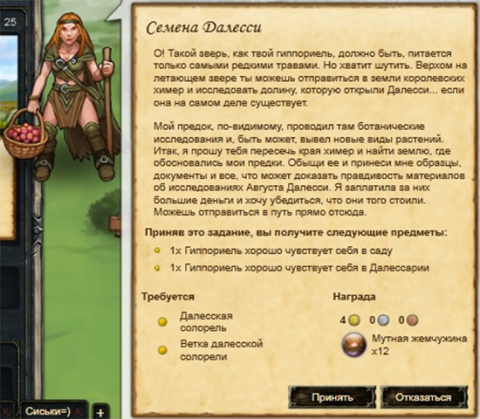 25
Семена Далесси
О! Такой зверь, как твой гиппориель, должно быть, питается
только самыми редкими травами. Но хватит шутить. Верхом на
летающем звере ты можешь отправиться в земли королевских
химер и исследовать долину, которую открыли Далесси... если
она на самом деле существует.
Мой предок, по-видимому, проводил там ботанические
исследования и, быть может, вывел новые виды растений.
Итак, я прошу тебя пересечь края химер и найти землю, где
обосновались мои предки. Обыщи ее и принеси мне образцы,
документы и все, что может доказать правдивость материалов
об исследованиях Августа Далесси. Я заплатила за них
большие деньги и хочу убедиться, что они того стоили.
Можешь отправиться в путь прямо отсюда.
Приняв это задание, вы получите следующие предметы:
1x Гиппориель хорошо чувствует себя в саду
1x Гиппориель хорошо чувствует себя в Делессарии
Требуется
Далесская
солорель
Ветка далесской
солорели
Награда
4 0 0
Мутная жемчужина
x12
Принять
Отказаться
Сиськи=)
+